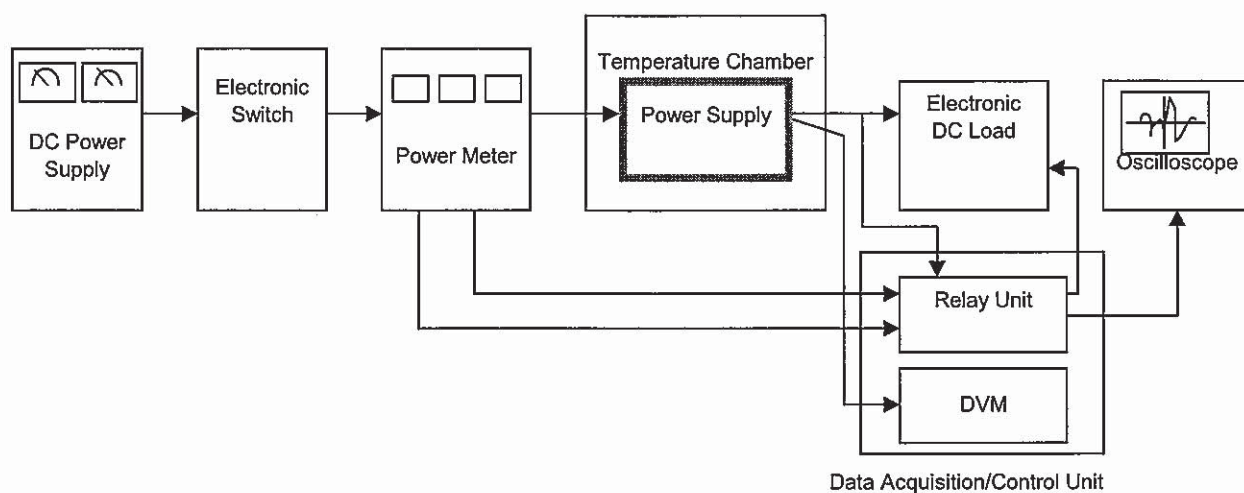 DC Power
Supply
Electronic
Switch
Power Meter
Temperature Chamber
Power Supply
Electronic
DC Load
Oscilloscope
Relay Unit
DVM
Data Acquisition/Control Unit